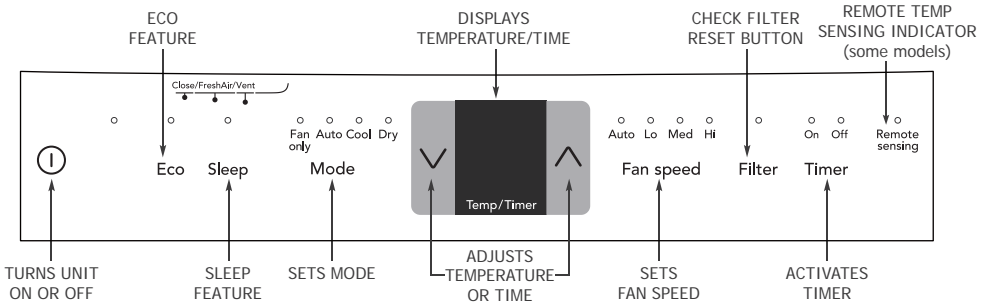 ECO
FEATURE
DISPLAYS
TEMPERATURE/TIME
CHECK FILTER
RESET BUTTON
REMOTE TEMP
SENSING INDICATOR
(some models)
Close/FreshAir/Vent
Fan only Auto Cool Dry
Auto Lo Med Hi
On Off
Remote sensing
Eco Sleep Mode
Fan speed Filter Timer
Temp/Timer
TURNS UNIT
ON OR OFF
SLEEP
FEATURE
SETS MODE
ADJUSTS
TEMPERATURE
OR TIME
SETS
FAN SPEED
ACTIVATES
TIMER